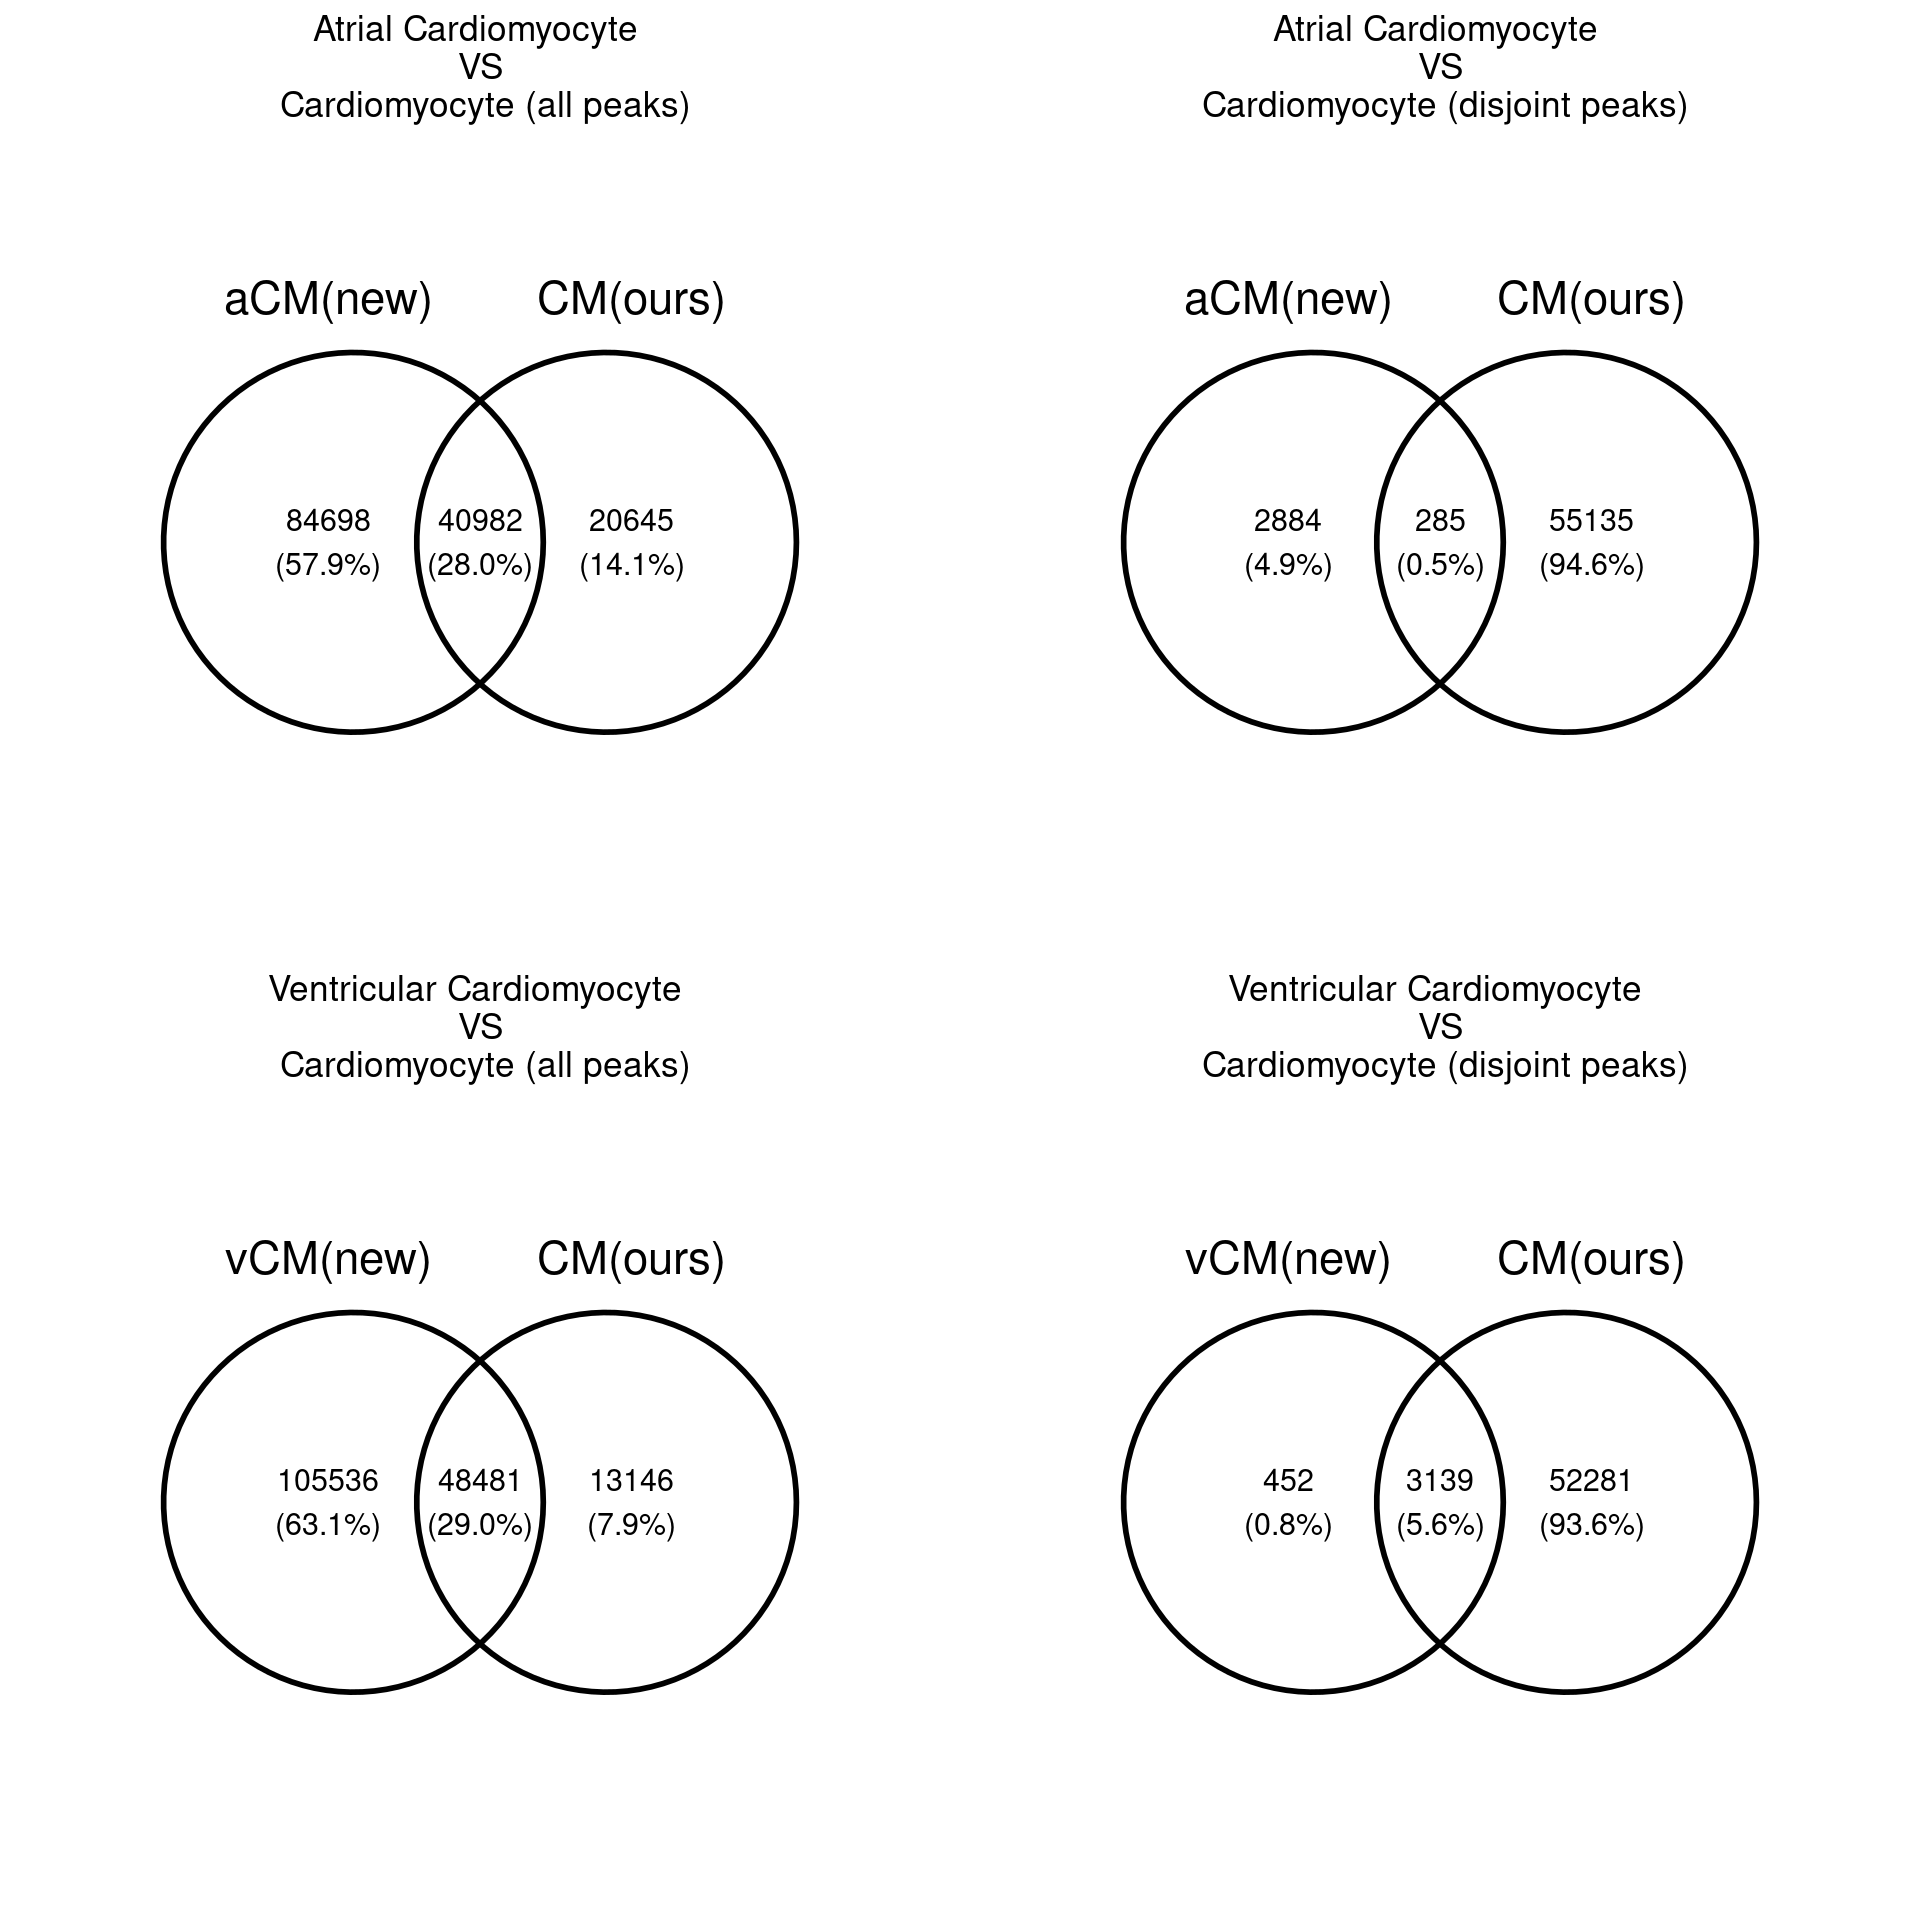 Atrial Cardiomyocyte
VS
Cardiomyocyte (all peaks)
aCM(new) CM(ours)
84698 40982 20645
(57.9%) (28.0%) (14.1%)
Atrial Cardiomyocyte
VS
Cardiomyocyte (disjoint peaks)
aCM(new) CM(ours)
2884 285 55135
(4.9%) (0.5%) (94.6%)
Ventricular Cardiomyocyte
VS
Cardiomyocyte (all peaks)
vCM(new) CM(ours)
105536 48481 13146
(63.1%) (29.0%) (7.9%)
Ventricular Cardiomyocyte
VS
Cardiomyocyte (disjoint peaks)
vCM(new) CM(ours)
452 3139 52281
(0.8%) (5.6%) (93.6%)